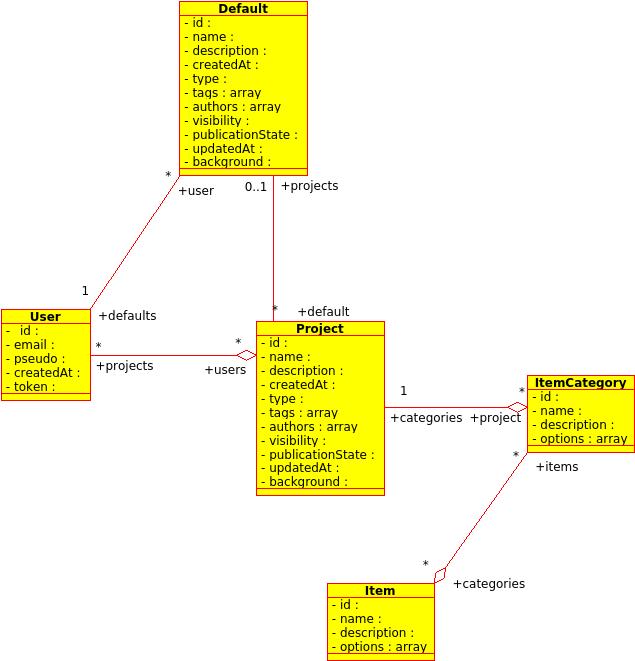 Default
- id :
- name :
- description :
- createdAt :
- type :
- tags : array
- authors : array
- visibility :
- publicationState :
- updatedAt :
- background :
*
+user
0..1
+projects
1
+defaults
*
+default
User
- id :
- email :
- pseudo :
- createdAt :
- token :
*
+projects
*
+users
Project
- id :
- name :
- description :
- createdAt :
- type :
- tags : array
- authors : array
- visibility :
- publicationState :
- updatedAt :
- background :
1
+categories
*
+project
ItemCategory
- id :
- name :
- description :
- options : array
*
+items
*
+categories
Item
- id :
- name :
- description :
- options : array